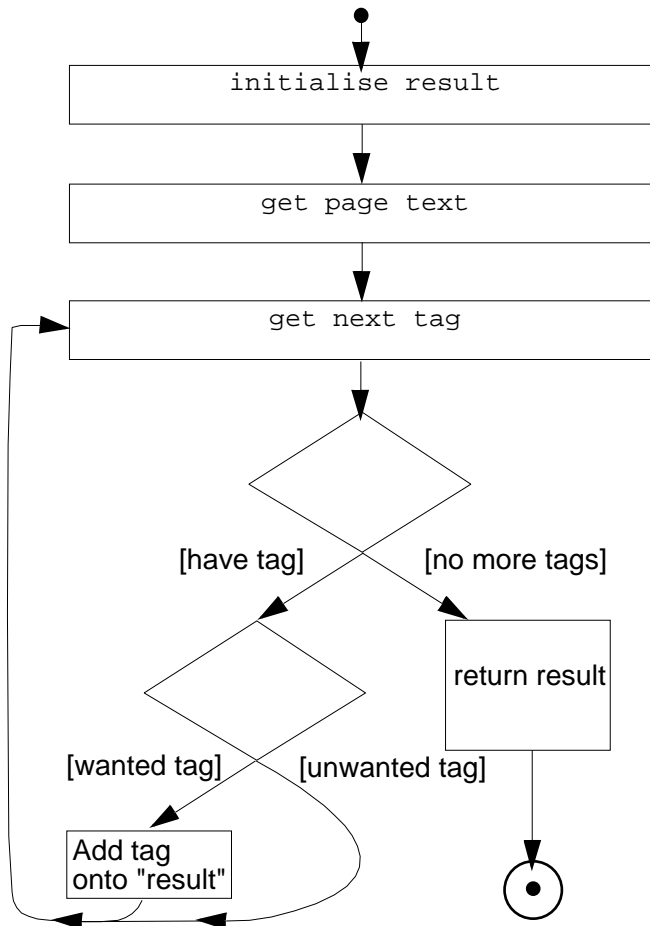 initialise result
get page text
get next tag
[have tag]
[no more tags]
return result
[wanted tag]
[unwanted tag]
Add tag
onto "result"